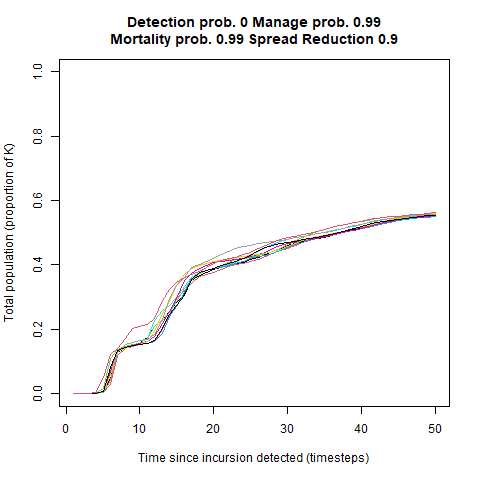 Detection prob. 0 Manage prob. 0.99
Mortality prob. 0.99 Spread Reduction 0.9
Total population (proportion of K)
1.0
0.8
0.6
0.4
0.2
0.0
0 10 20 30 40 50
Time since incursion detected (timesteps)